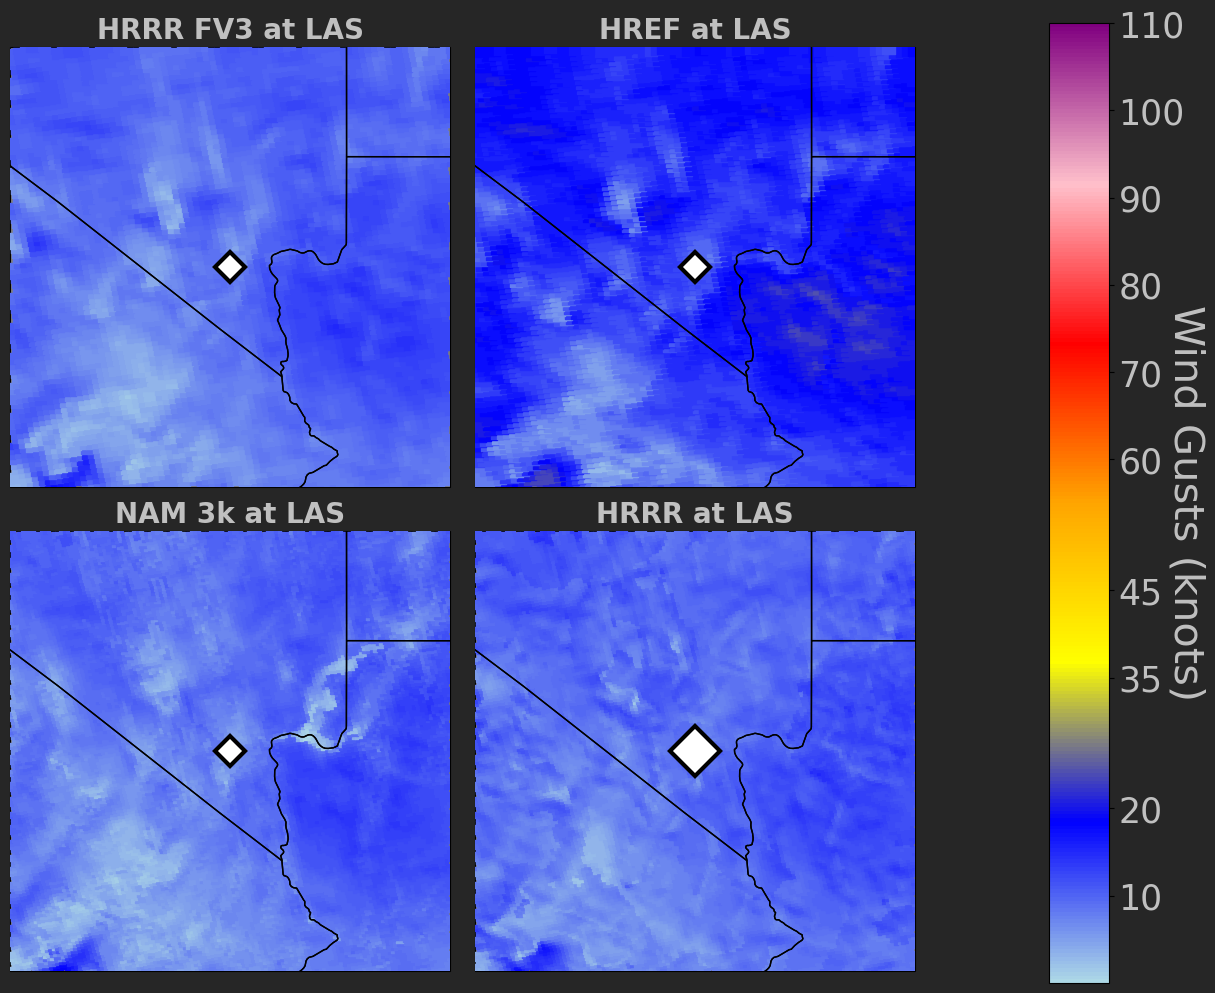 HRRR FV3 at LAS
HREF at LAS
NAM 3k at LAS
HRRR at LAS
110
100
90
80
70
60
45
35
20
10
Wind Gusts (knots)